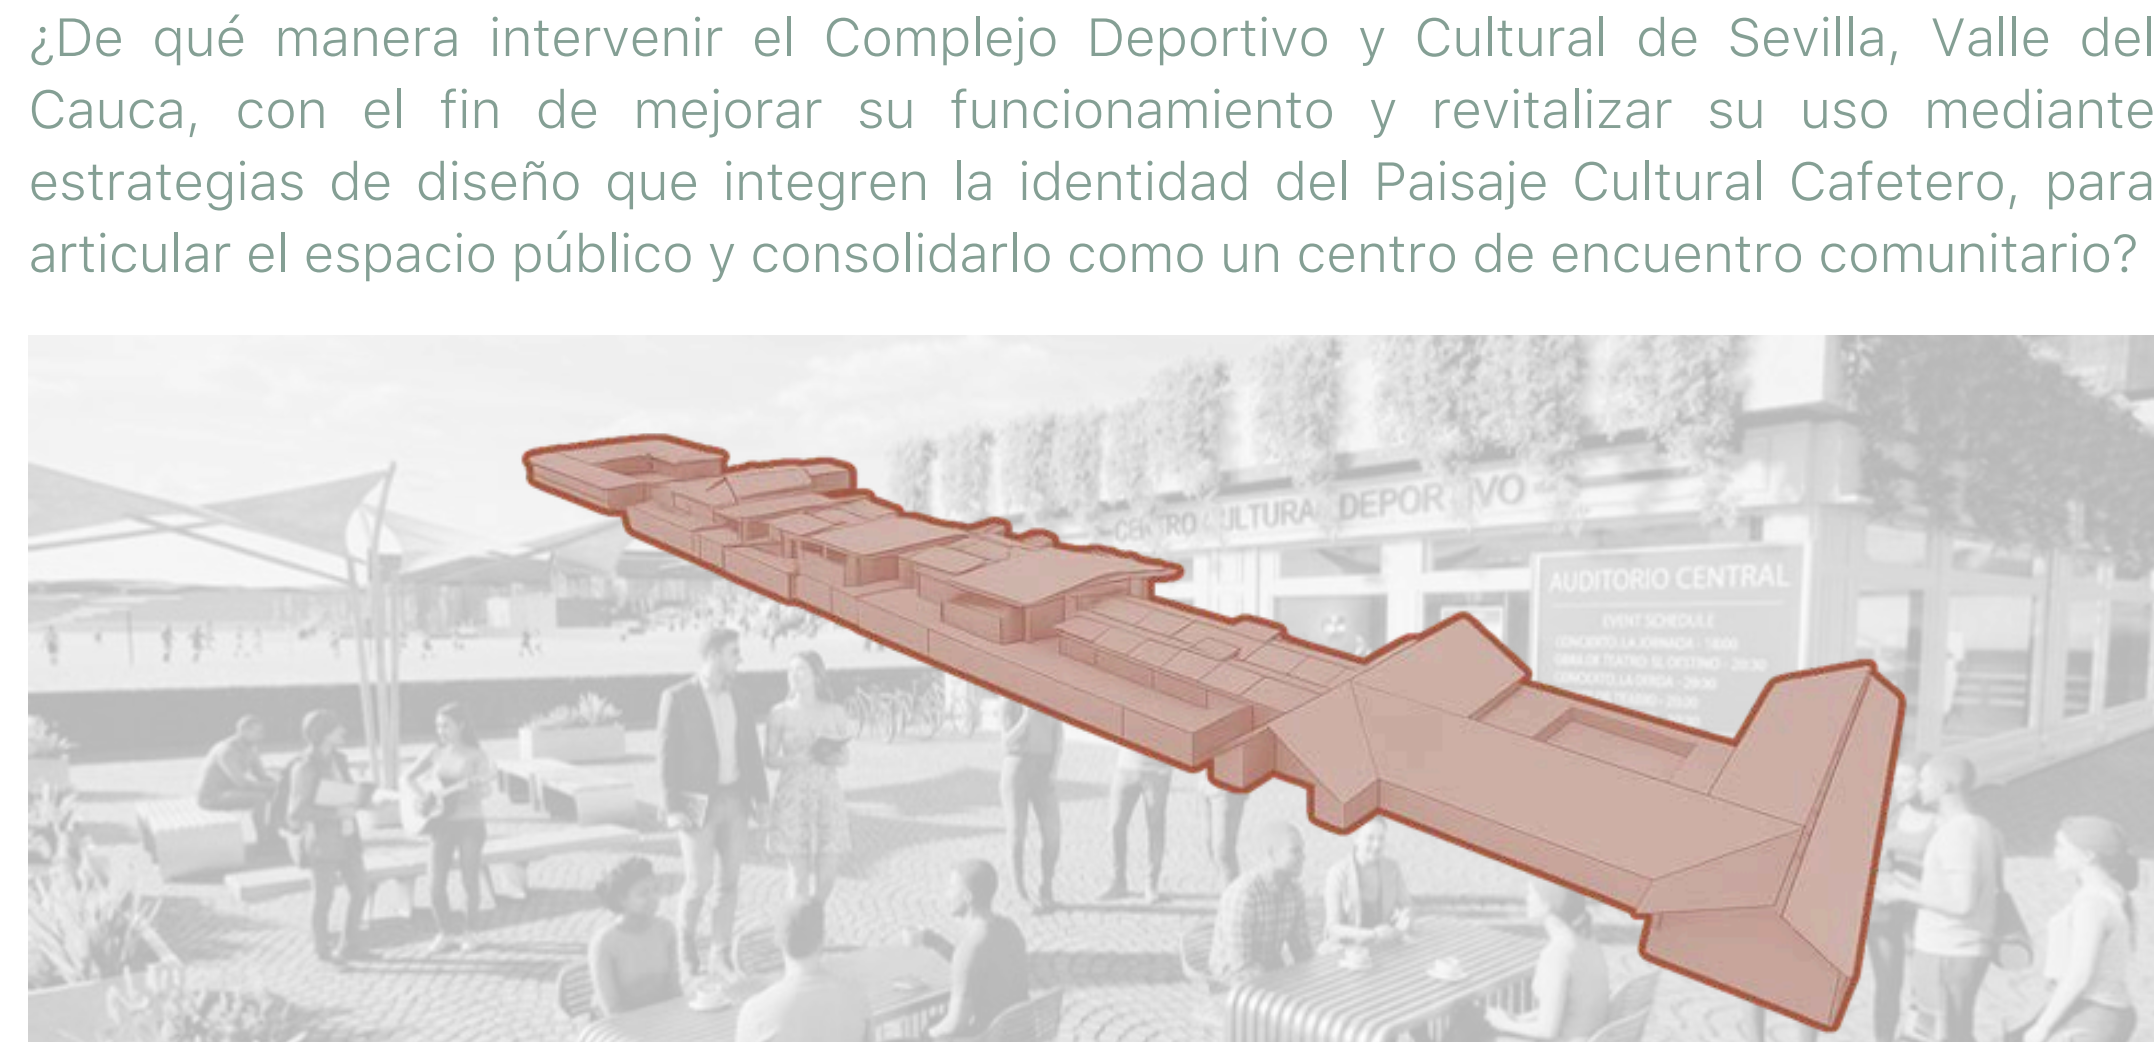 ¿De qué manera intervenir el Complejo Deportivo y Cultural de Sevilla, Valle del
Cauca, con el fin de mejorar su funcionamiento y revitalizar su uso mediante
estrategias de diseño que integren la identidad del Paisaje Cultural Cafetero, para
articular el espacio público y consolidarlo como un centro de encuentro comunitario?
DEPOR IVO
AUDITORIO CENTRAL
EVENT SCHEDULE